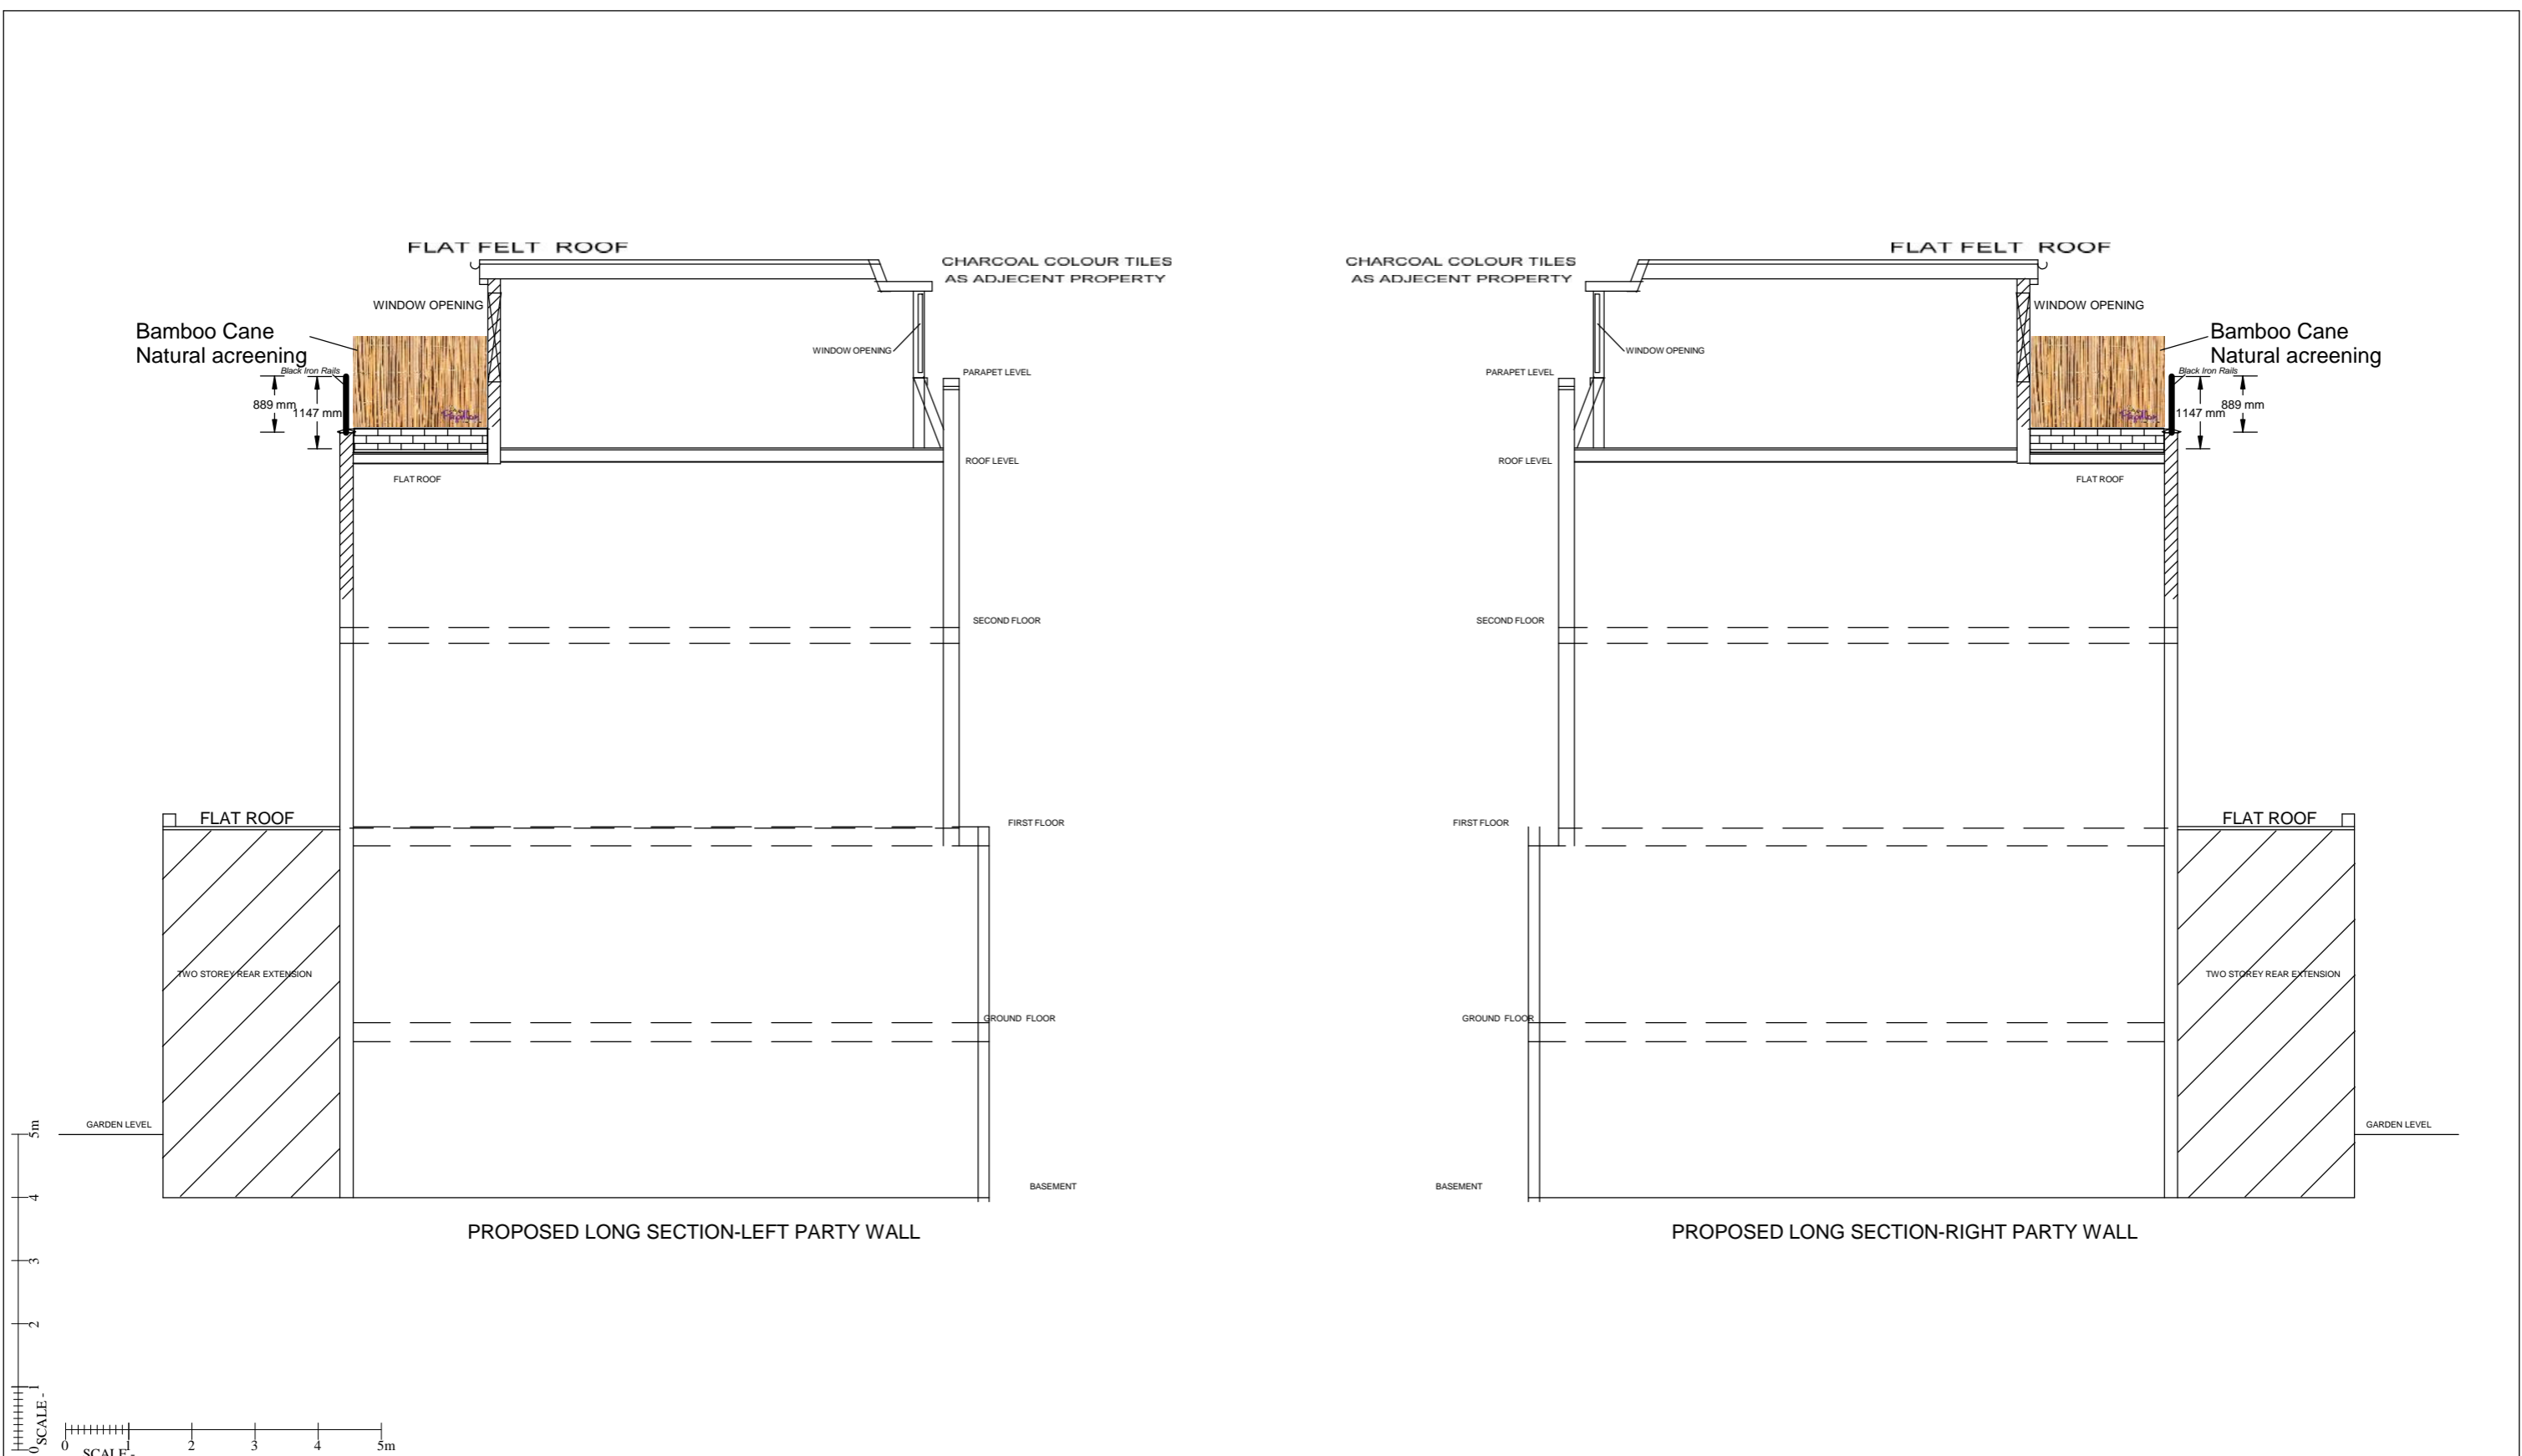 FLAT FELT ROOF
CHARCOAL COLOUR TILES
AS ADJECENT PROPERTY
WINDOW OPENING
Bamboo Cane
Natural acreening
Black Iron Rails
WINDOW OPENING
PARAPET LEVEL
889 mm
1147 mm
ROOF LEVEL
FLAT ROOF
SECOND FLOOR
FLAT ROOF
FIRST FLOOR
TWO STOREY REAR EXTENSION
GROUND FLOOR
GARDEN LEVEL
BASEMENT
PROPOSED LONG SECTION-LEFT PARTY WALL
FLAT FELT ROOF
CHARCOAL COLOUR TILES
AS ADJECENT PROPERTY
WINDOW OPENING
Bamboo Cane
Natural acreening
Black Iron Rails
WINDOW OPENING
PARAPET LEVEL
1147 mm
889 mm
ROOF LEVEL
FLAT ROOF
SECOND FLOOR
FIRST FLOOR
FLAT ROOF
TWO STOREY REAR EXTENSION
GROUND FLOOR
GARDEN LEVEL
BASEMENT
PROPOSED LONG SECTION-RIGHT PARTY WALL
5m
4
3
2
1
0
SCALE -
0 1 2 3 4 5m
SCALE -